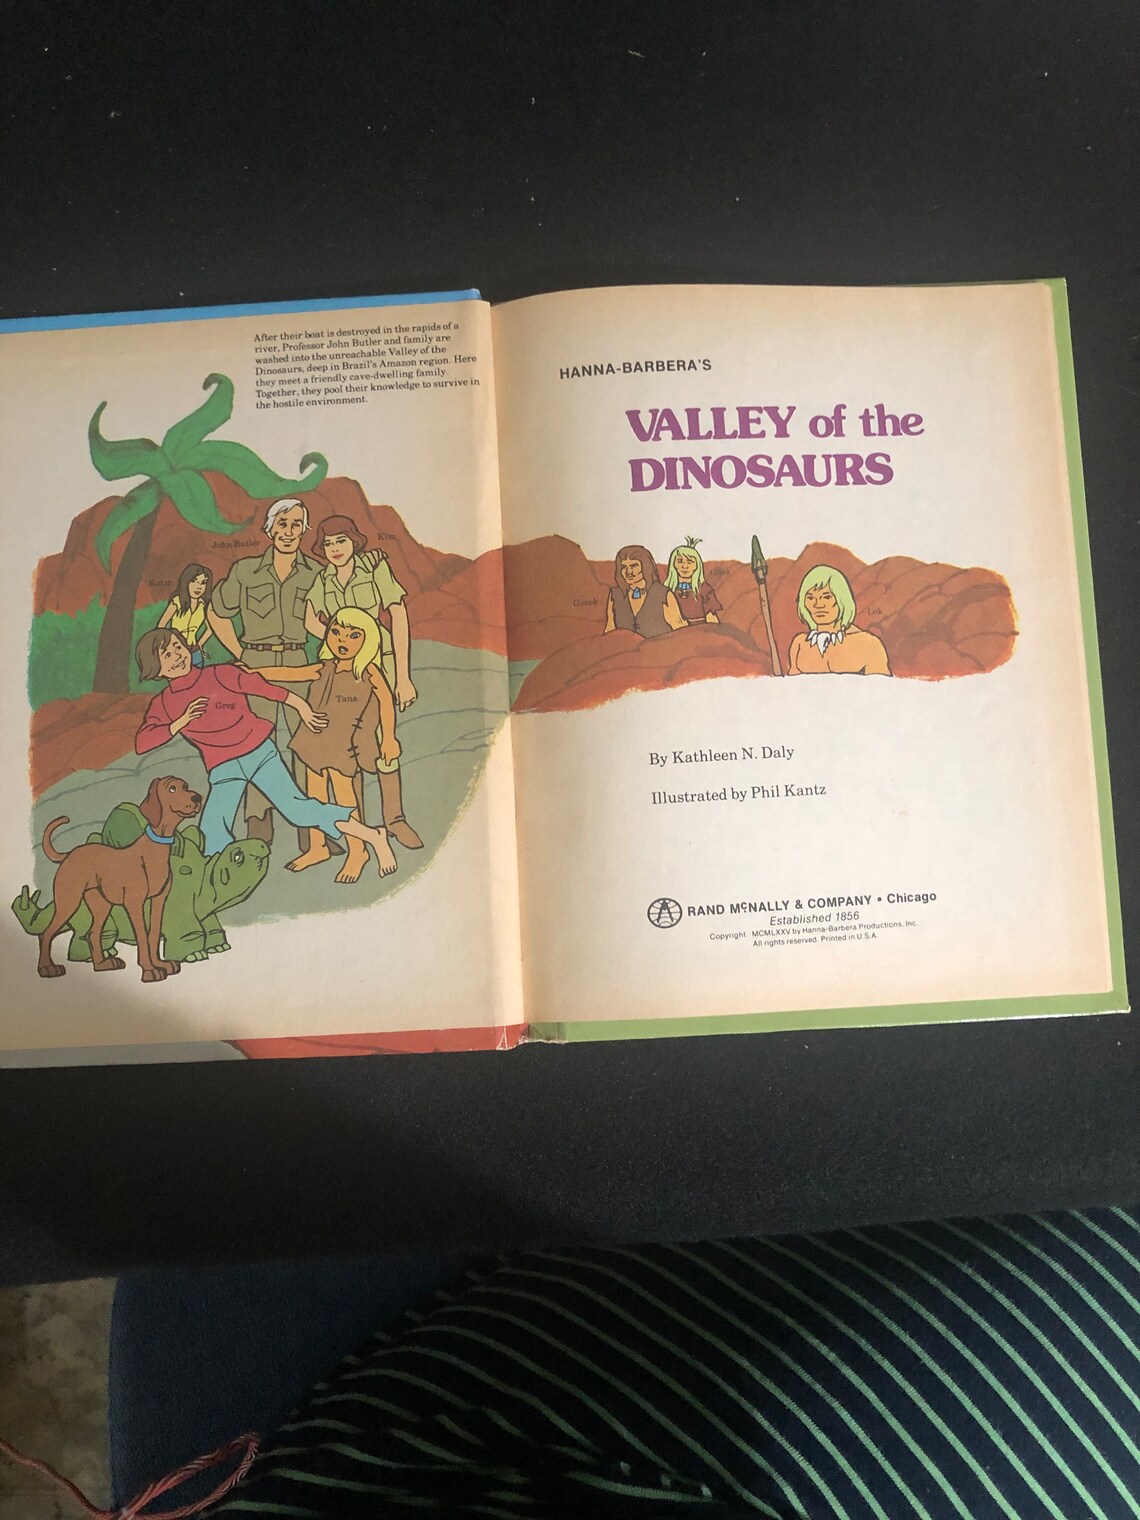 After their boat is destroyed in the rapids of a
river, Professor John Butler and family are
washed into the unreachable Valley of the
Dinosaurs, deep in Brazil's Amazon region. Here
they meet a friendly cave-dwelling family.
Together, they pool their knowledge to survive in
the hostile environment.
John Butler
Kim
Katie
Greg
Tana
HANNA-BARBERA'S
VALLEY of the
DINOSAURS
Gorok
Lok
By Kathleen N. Daly
Illustrated by Phil Kantz
RAND McNALLY & COMPANY • Chicago
Established 1856
Copyright MCMLXXV by Hanna-Barbera Productions, Inc.
All rights reserved. Printed in U.S.A.